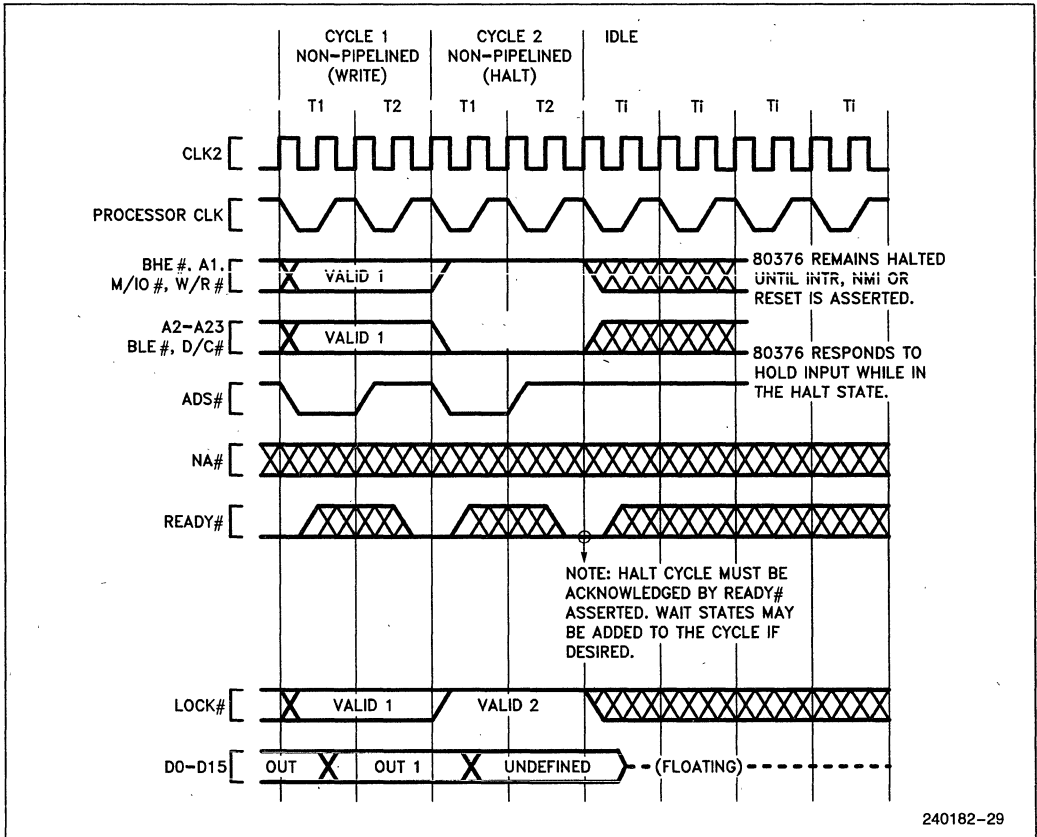 CYCLE 1
NON-PIPELINED
(WRITE)
CYCLE 2
NON-PIPELINED
(HALT)
IDLE
T1 T2 T1 T2 Ti Ti Ti Ti
CLK2
PROCESSOR CLK
BHE#, A1,
M/IO#, W/R#
VALID 1
80376 REMAINS HALTED
UNTIL INTR, NMI OR
RESET IS ASSERTED.
A2-A23
BLE#, D/C#
VALID 1
80376 RESPONDS TO
HOLD INPUT WHILE IN
THE HALT STATE.
ADS#
NA#
READY#
NOTE: HALT CYCLE MUST BE
ACKNOWLEDGED BY READY#
ASSERTED. WAIT STATES MAY
BE ADDED TO THE CYCLE IF
DESIRED.
LOCK# VALID 1 VALID 2
D0-D15 OUT OUT 1 UNDEFINED (FLOATING)
240182-29